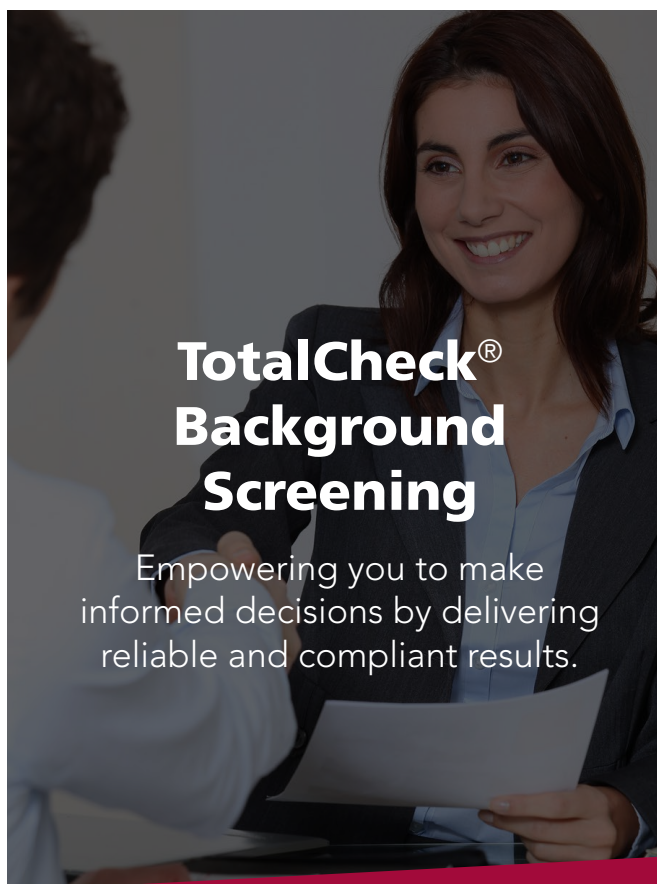 TotalCheck®
Background
Screening
Empowering you to make
informed decisions by delivering
reliable and compliant results.